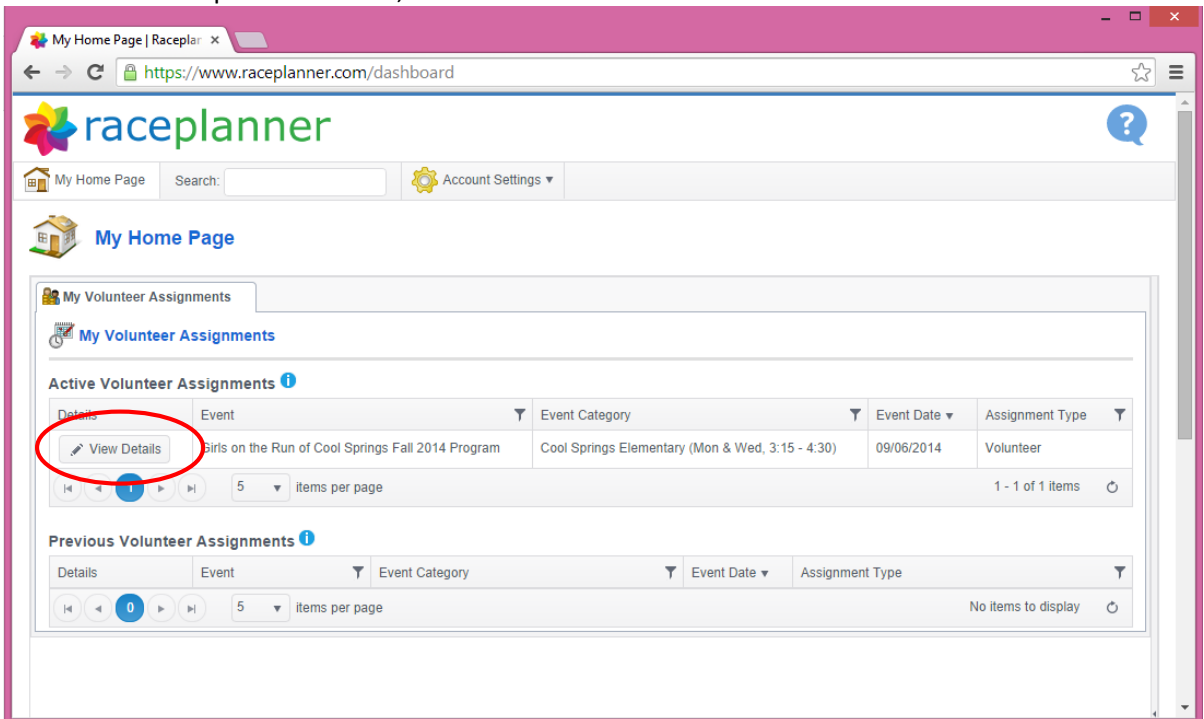 My Home Page | Raceplar
https://www.raceplanner.com/dashboard
raceplanner
?
My Home Page Search: Account Settings
My Home Page
My Volunteer Assignments
My Volunteer Assignments
Active Volunteer Assignments
Details Event Event Category Event Date Assignment Type
View Details Girls on the Run of Cool Springs Fall 2014 Program Cool Springs Elementary (Mon & Wed, 3:15 - 4:30) 09/06/2014 Volunteer
1 5 items per page 1 - 1 of 1 items
Previous Volunteer Assignments
Details Event Event Category Event Date Assignment Type
0 5 items per page No items to display